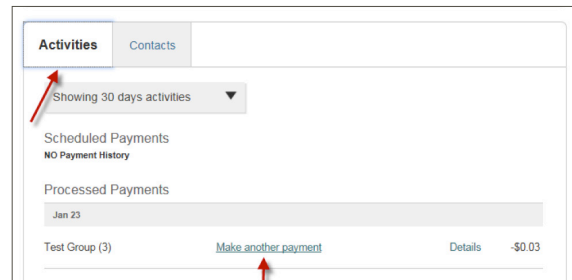 Activities Contacts
Showing 30 days activities
Scheduled Payments
NO Payment History
Processed Payments
Jan 23
Test Group (3) Make another payment Details -$0.03